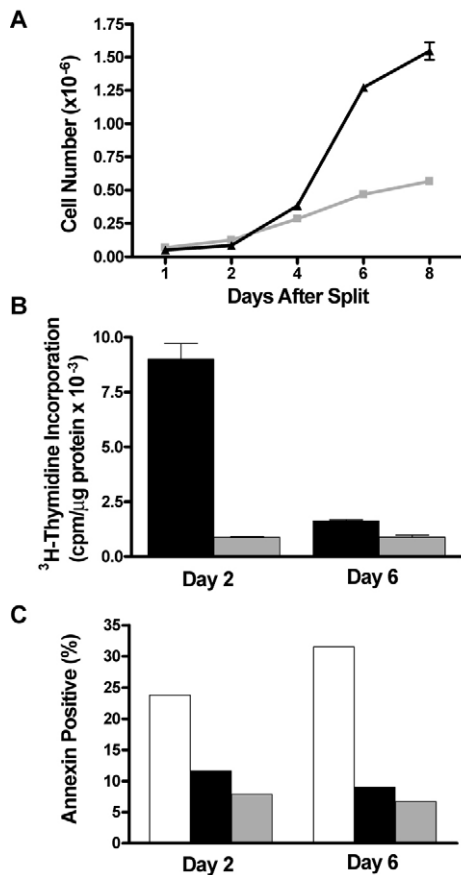 A
Cell Number (x10⁻⁶)
1.75
1.50
1.25
1.00
0.75
0.50
0.25
0.00
1 2 4 6 8
Days After Split
B
³H-Thymidine Incorporation
(cpm/µg protein x 10⁻³)
10.0
7.5
5.0
2.5
0.0
Day 2 Day 6
C
Annexin Positive (%)
35
30
25
20
15
10
5
0
Day 2 Day 6